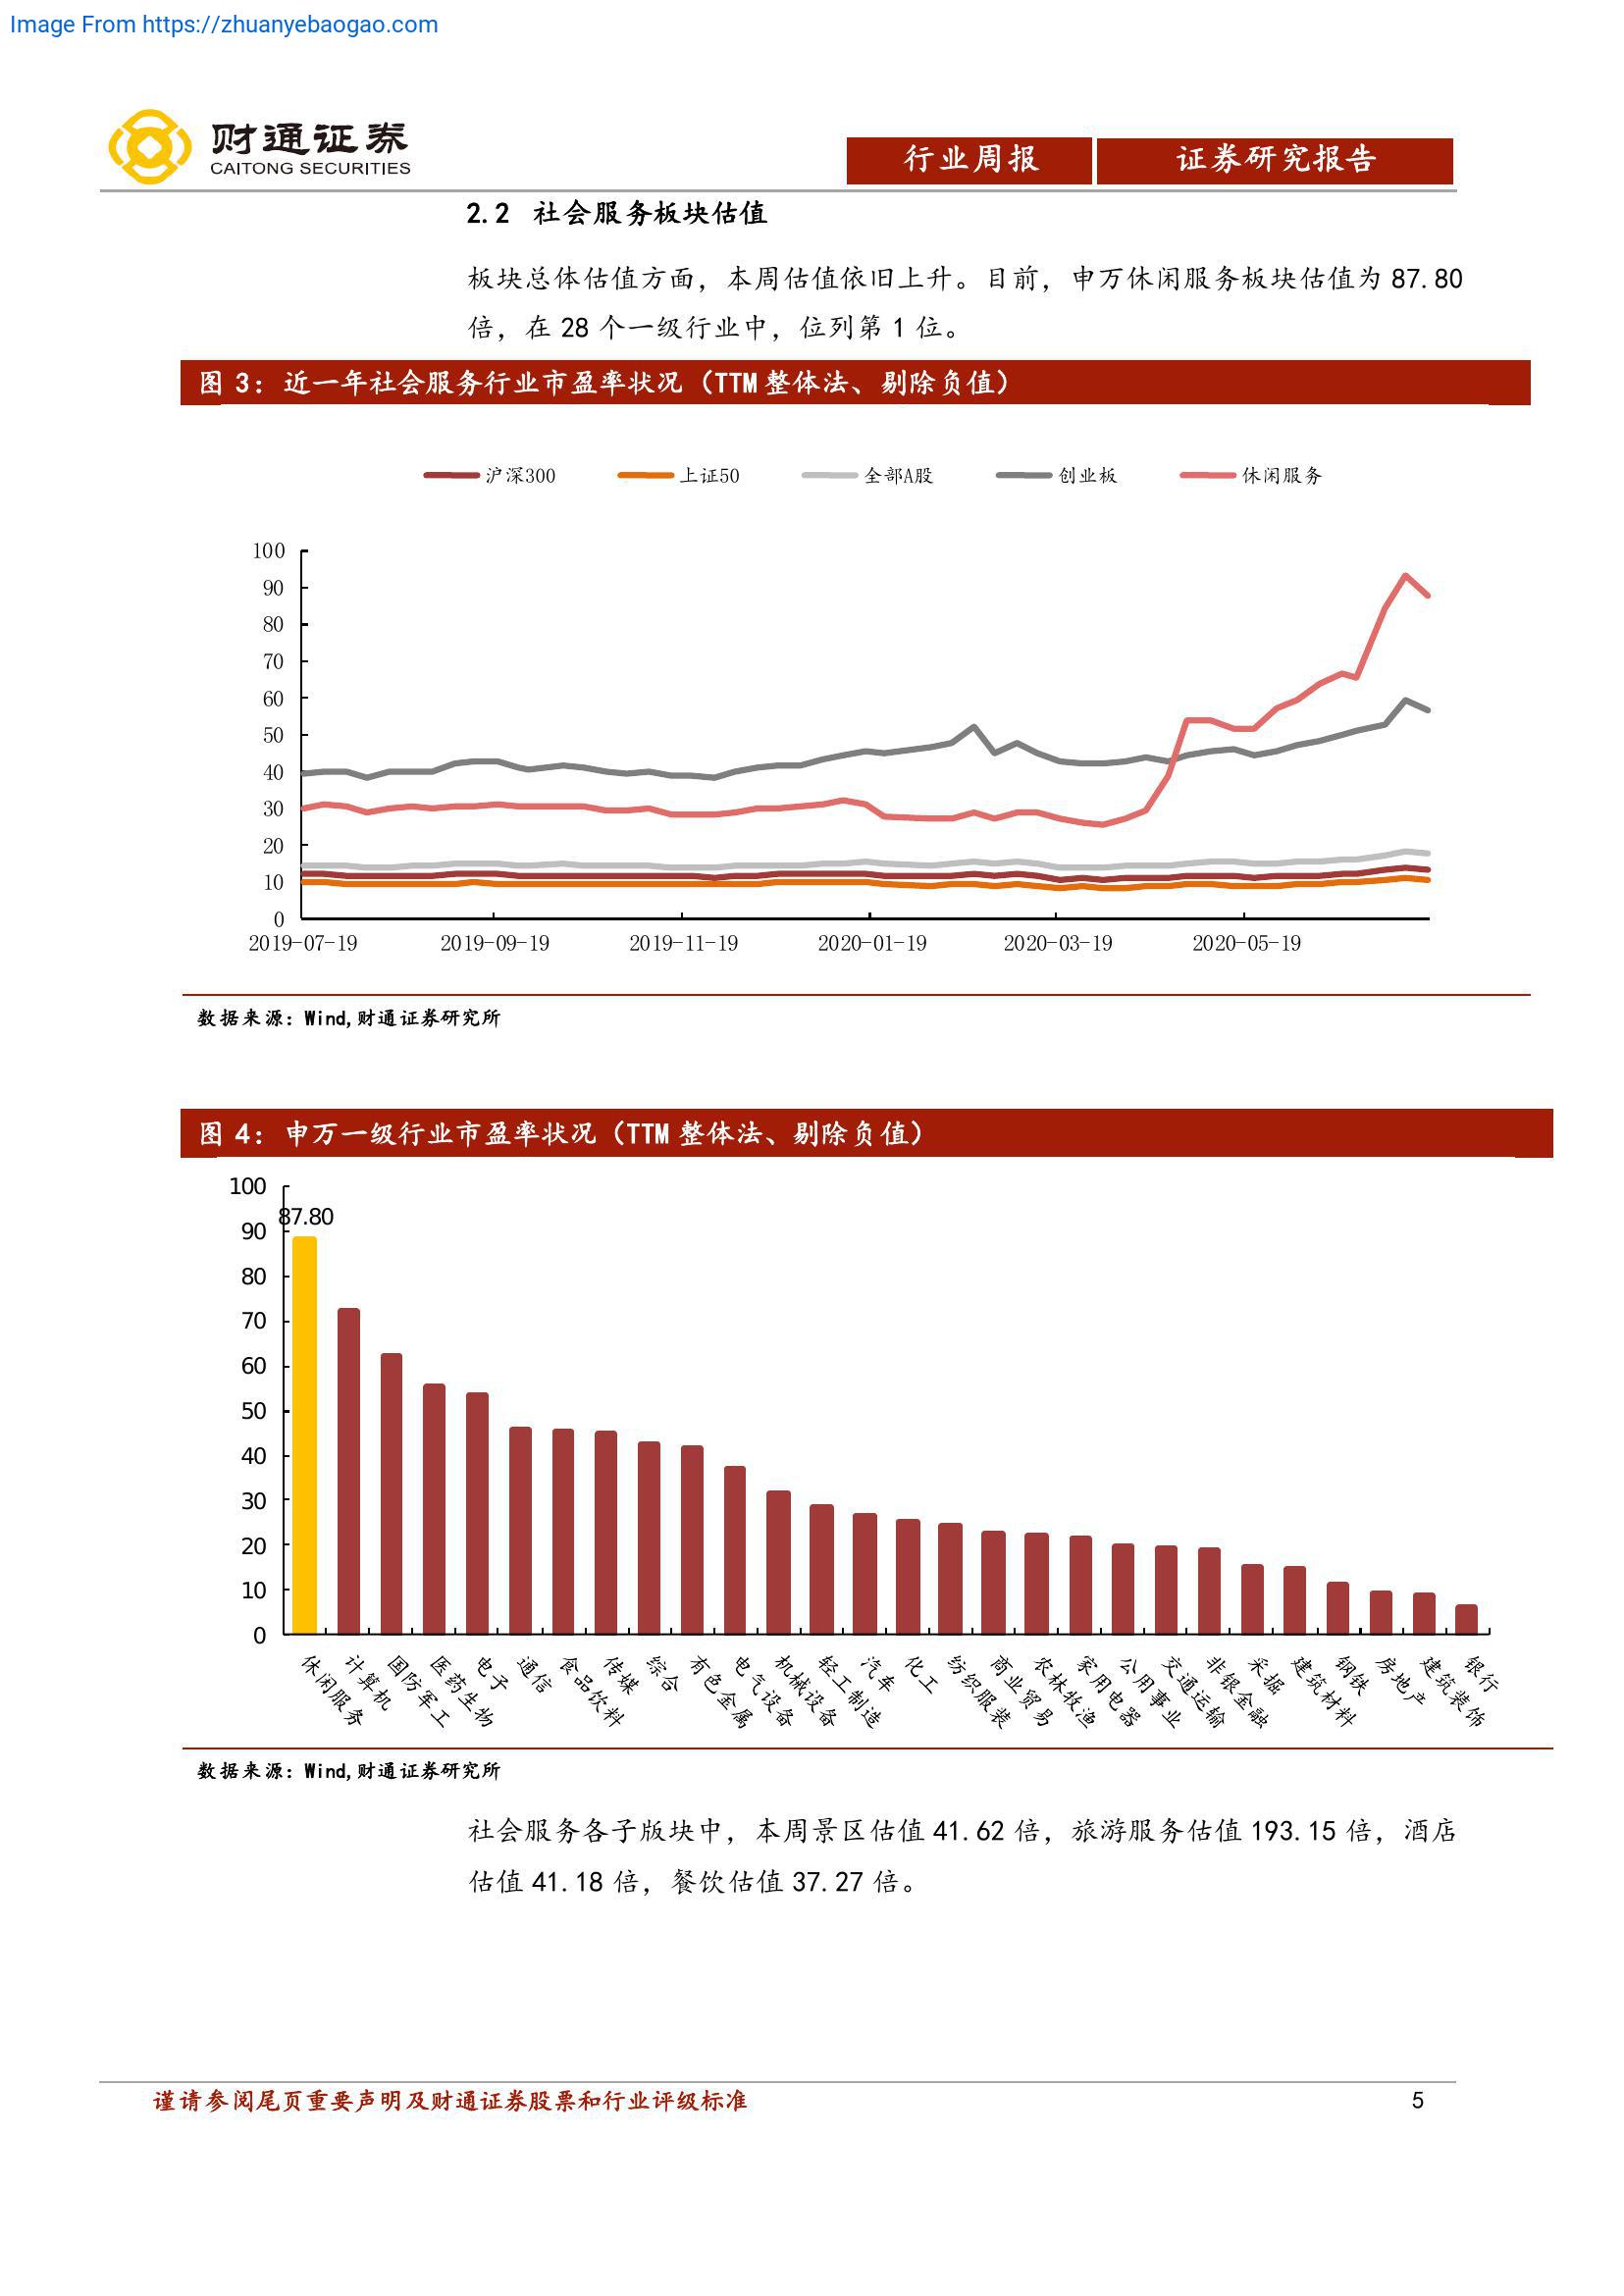 Image From https://zhuanyebaogao.com
财通证券
CAITONG SECURITIES
行业周报
证券研究报告
2.2 社会服务板块估值
板块总体估值方面，本周估值依旧上升。目前，申万休闲服务板块估值为 87.80
倍，在 28 个一级行业中，位列第 1 位。
图 3：近一年社会服务行业市盈率状况（TTM 整体法、剔除负值）
沪深300 上证50 全部A股 创业板 休闲服务
100
90
80
70
60
50
40
30
20
10
0
2019-07-19 2019-09-19 2019-11-19 2020-01-19 2020-03-19 2020-05-19
数据来源：Wind,财通证券研究所
图 4：申万一级行业市盈率状况（TTM 整体法、剔除负值）
100
87.80
90
80
70
60
50
40
30
20
10
0
休闲服务
计算机
国防军工
医药生物
电子
通信
食品饮料
传媒
综合
有色金属
电气设备
机械设备
轻工制造
汽车
化工
纺织服装
商业贸易
农林牧渔
家用电器
公用事业
交通运输
非银金融
采掘
建筑材料
钢铁
房地产
建筑装饰
银行
数据来源：Wind,财通证券研究所
社会服务各子版块中，本周景区估值 41.62 倍，旅游服务估值 193.15 倍，酒店
估值 41.18 倍，餐饮估值 37.27 倍。
谨请参阅尾页重要声明及财通证券股票和行业评级标准
5